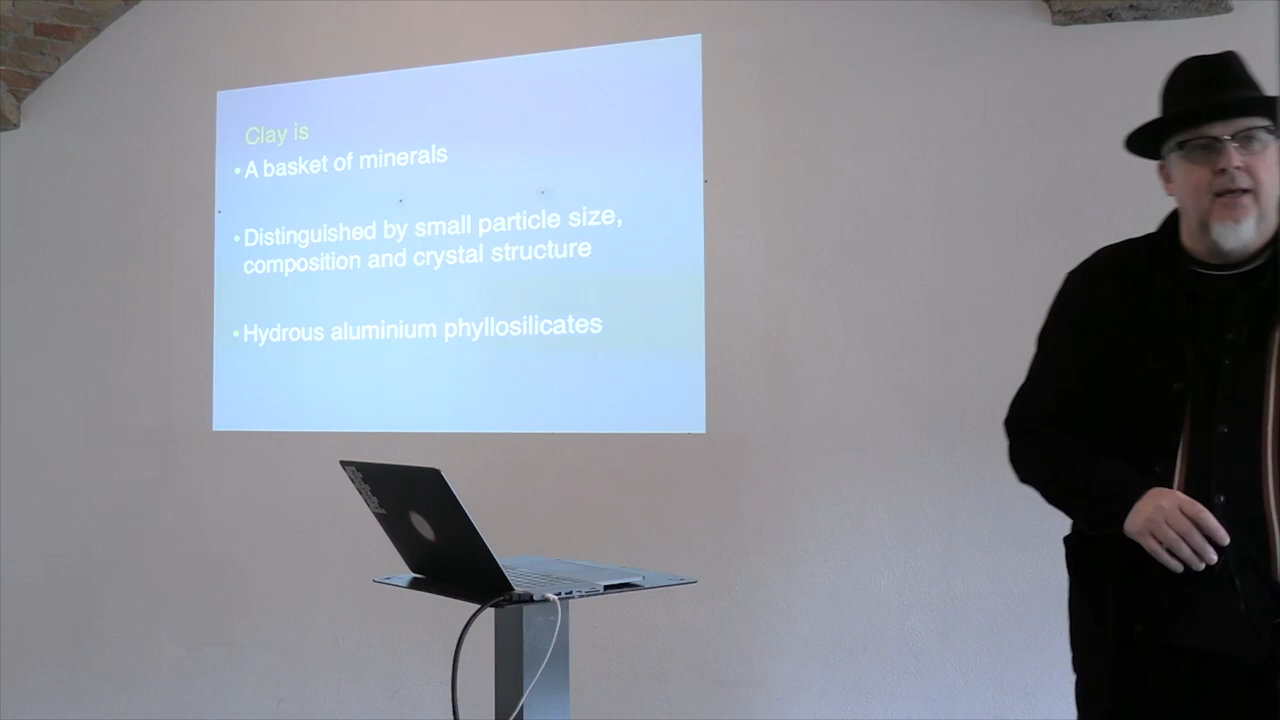 Clay is
• A basket of minerals
• Distinguished by small particle size,
composition and crystal structure
• Hydrous aluminium phyllosilicates